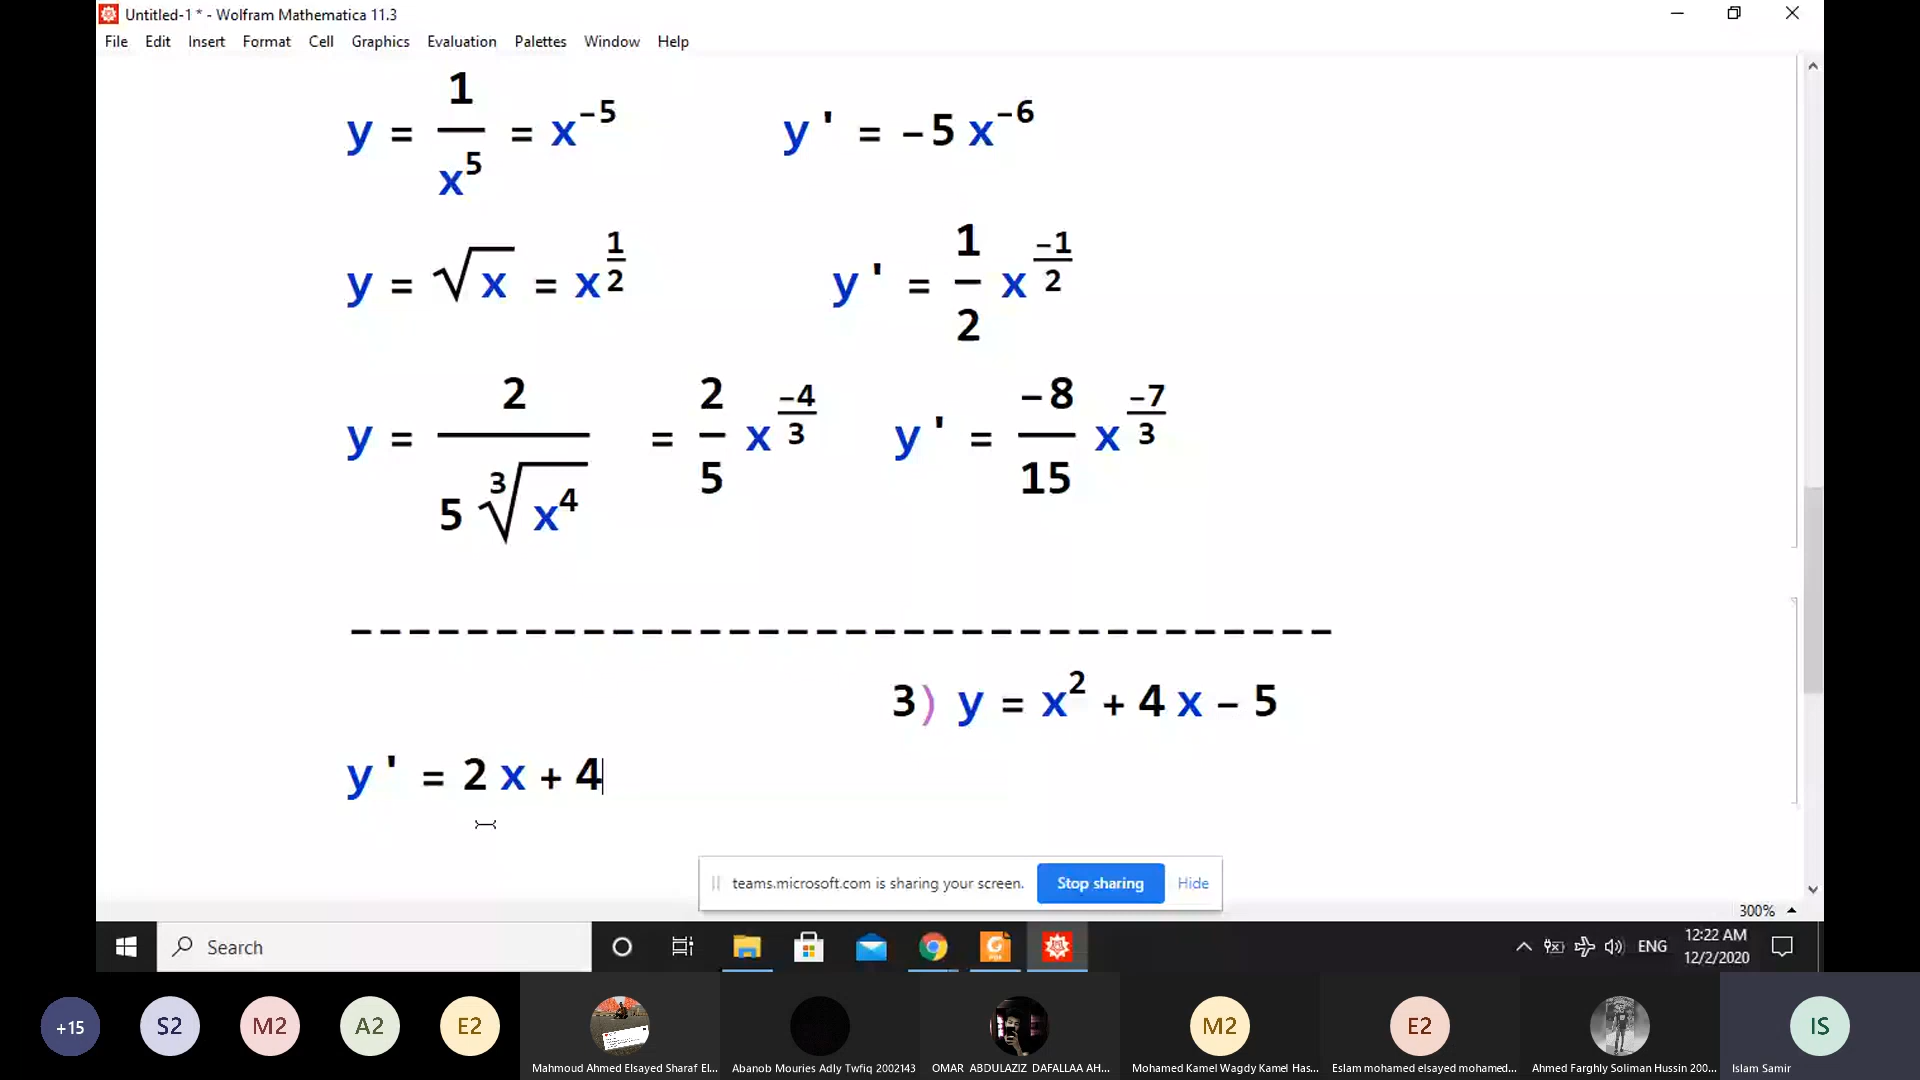 Untitled-1 * - Wolfram Mathematica 11.3
File Edit Insert Format Cell Graphics Evaluation Palettes Window Help
y = 1/x^5 = x^-5 y ' = -5 x^-6
y = √x = x^(1/2) y ' = 1/2 x^(-1/2)
y = 2/(5 ∛x^4) = 2/5 x^(-4/3) y ' = -8/15 x^(-7/3)
----------------------------------
3) y = x^2 + 4 x - 5
y ' = 2 x + 4
teams.microsoft.com is sharing your screen. Stop sharing Hide
300%
Search
ENG
12:22 AM
12/2/2020
+15 S2 M2 A2 E2 M2 E2 IS
Mahmoud Ahmed Elsayed Sharaf El... Abanob Mouries Adly Twfiq 2002143 OMAR ABDULAZIZ DAFALLAA AH... Mohamed Kamel Wagdy Kamel Has... Eslam mohamed elsayed mohamed... Ahmed Farghly Soliman Hussin 200... Islam Samir